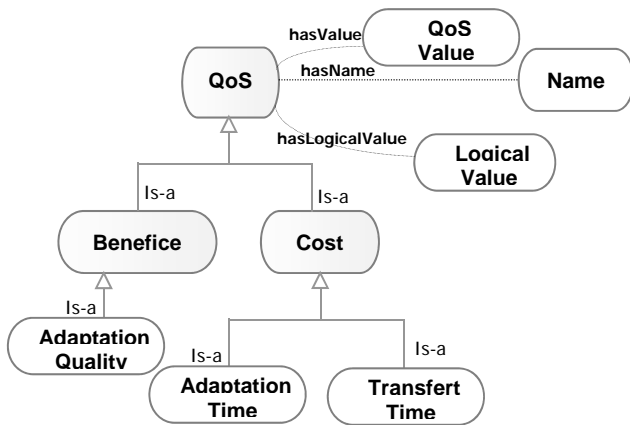 hasValue
QoS
Value
QoS
hasName
Name
hasLogicalValue
Logical
Value
Is-a
Is-a
Benefice
Cost
Is-a
Adaptation
Quality
Is-a
Is-a
Adaptation
Time
Transfert
Time